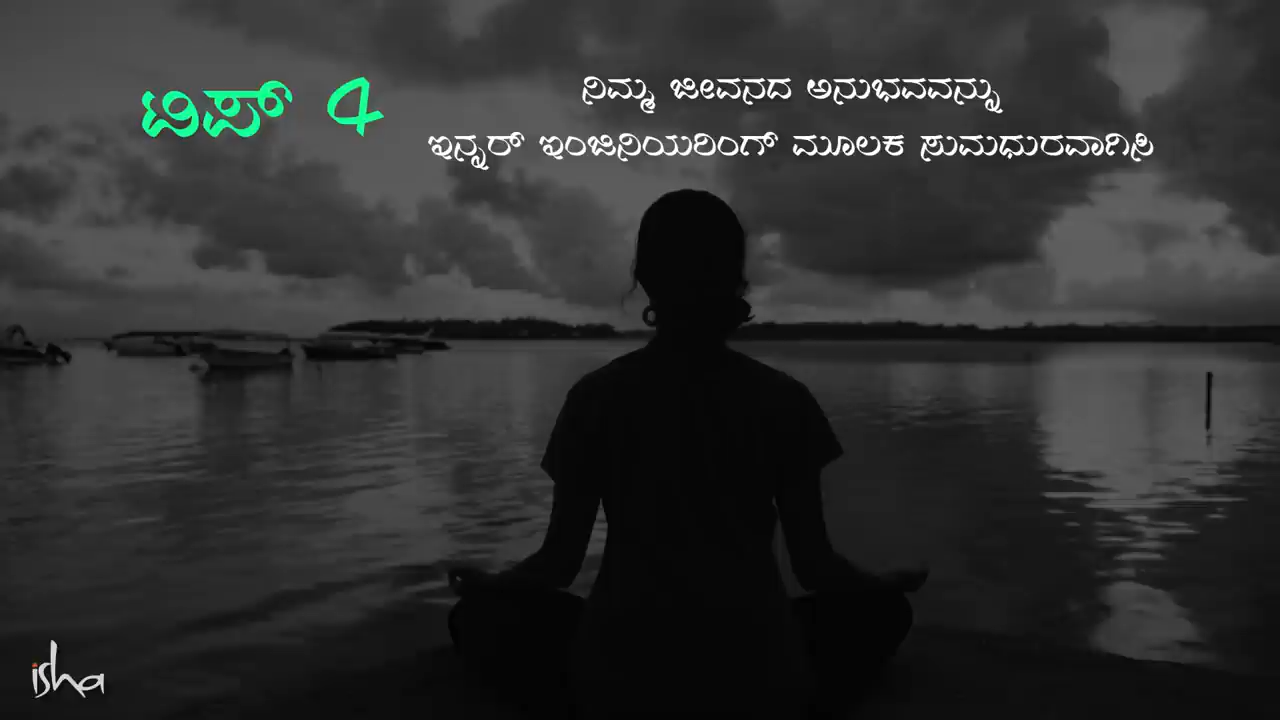 ಟಿಪ್ 4
ನಿಮ್ಮ ಜೀವನದ ಅನುಭವವನ್ನು
ಇನ್ನರ್ ಇಂಜಿನಿಯರಿಂಗ್ ಮೂಲಕ ಸುಮಧುರವಾಗಿಸಿ
isha